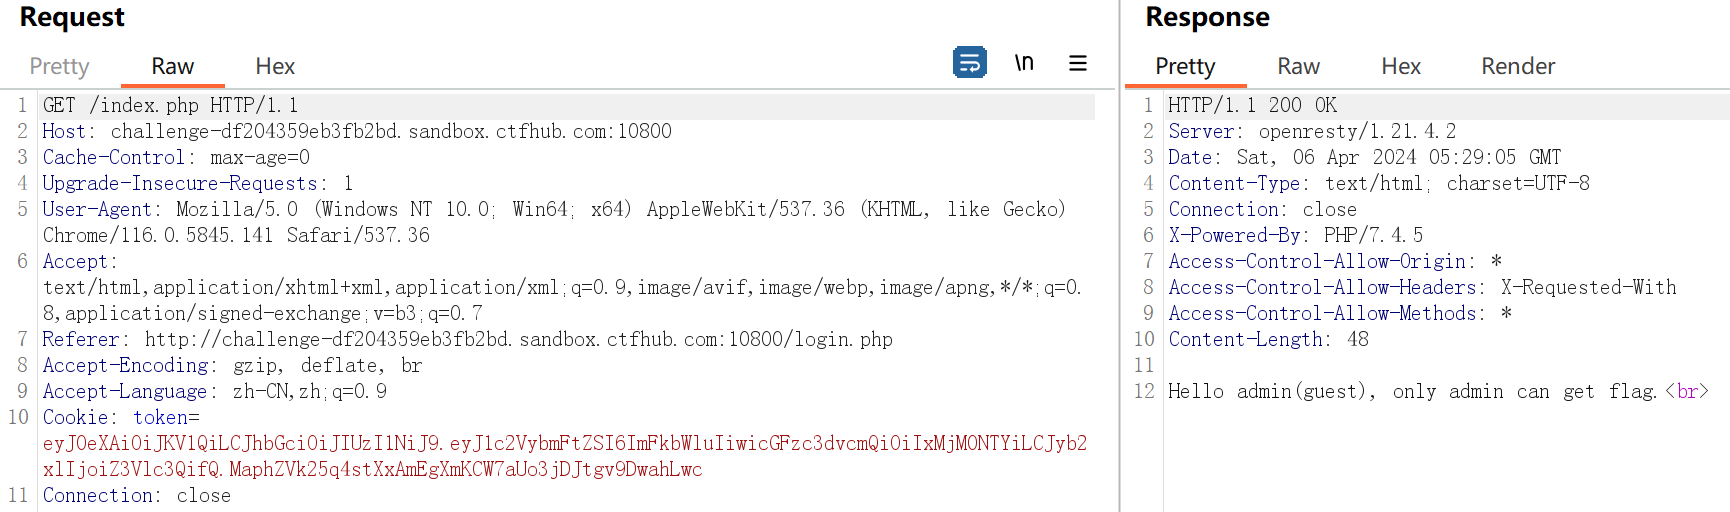 Request
Pretty Raw Hex
\n
1 GET /index.php HTTP/1.1
2 Host: challenge-df204359eb3fb2bd.sandbox.ctfhub.com:10800
3 Cache-Control: max-age=0
4 Upgrade-Insecure-Requests: 1
5 User-Agent: Mozilla/5.0 (Windows NT 10.0; Win64; x64) AppleWebKit/537.36 (KHTML, like Gecko)
Chrome/116.0.5845.141 Safari/537.36
6 Accept:
text/html,application/xhtml+xml,application/xml;q=0.9,image/avif,image/webp,image/apng,*/*;q=0.
8,application/signed-exchange;v=b3;q=0.7
7 Referer: http://challenge-df204359eb3fb2bd.sandbox.ctfhub.com:10800/login.php
8 Accept-Encoding: gzip, deflate, br
9 Accept-Language: zh-CN,zh;q=0.9
10 Cookie: token=
eyJ0eXAiOiJKV1QiLCJhbGciOiJIUzI1NiJ9.eyJ1c2VybmFtZSI6ImFkbWluIiwicGFzc3dvcmQiOiIxMjM0NTYiLCJyb2
xlIjoiZ3Vlc3QifQ.MaphZVk25q4stXxAmEgXmKCW7aUo3jDJtgv9DwahLwc
11 Connection: close
Response
Pretty Raw Hex Render
1 HTTP/1.1 200 OK
2 Server: openresty/1.21.4.2
3 Date: Sat, 06 Apr 2024 05:29:05 GMT
4 Content-Type: text/html; charset=UTF-8
5 Connection: close
6 X-Powered-By: PHP/7.4.5
7 Access-Control-Allow-Origin: *
8 Access-Control-Allow-Headers: X-Requested-With
9 Access-Control-Allow-Methods: *
10 Content-Length: 48
11
12 Hello admin(guest), only admin can get flag.<br>